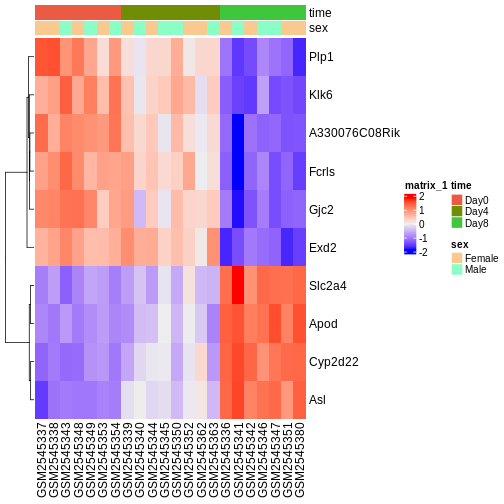 time
sex
Plp1
Klk6
A330076C08Rik
Fcrls
Gjc2
Exd2
Slc2a4
Apod
Cyp2d22
Asl
GSM2545337
GSM2545338
GSM2545343
GSM2545348
GSM2545349
GSM2545353
GSM2545354
GSM2545339
GSM2545340
GSM2545344
GSM2545345
GSM2545350
GSM2545352
GSM2545362
GSM2545363
GSM2545336
GSM2545341
GSM2545342
GSM2545346
GSM2545347
GSM2545351
GSM2545380
matrix_1
2
1
0
-1
-2
time
Day0
Day4
Day8
sex
Female
Male